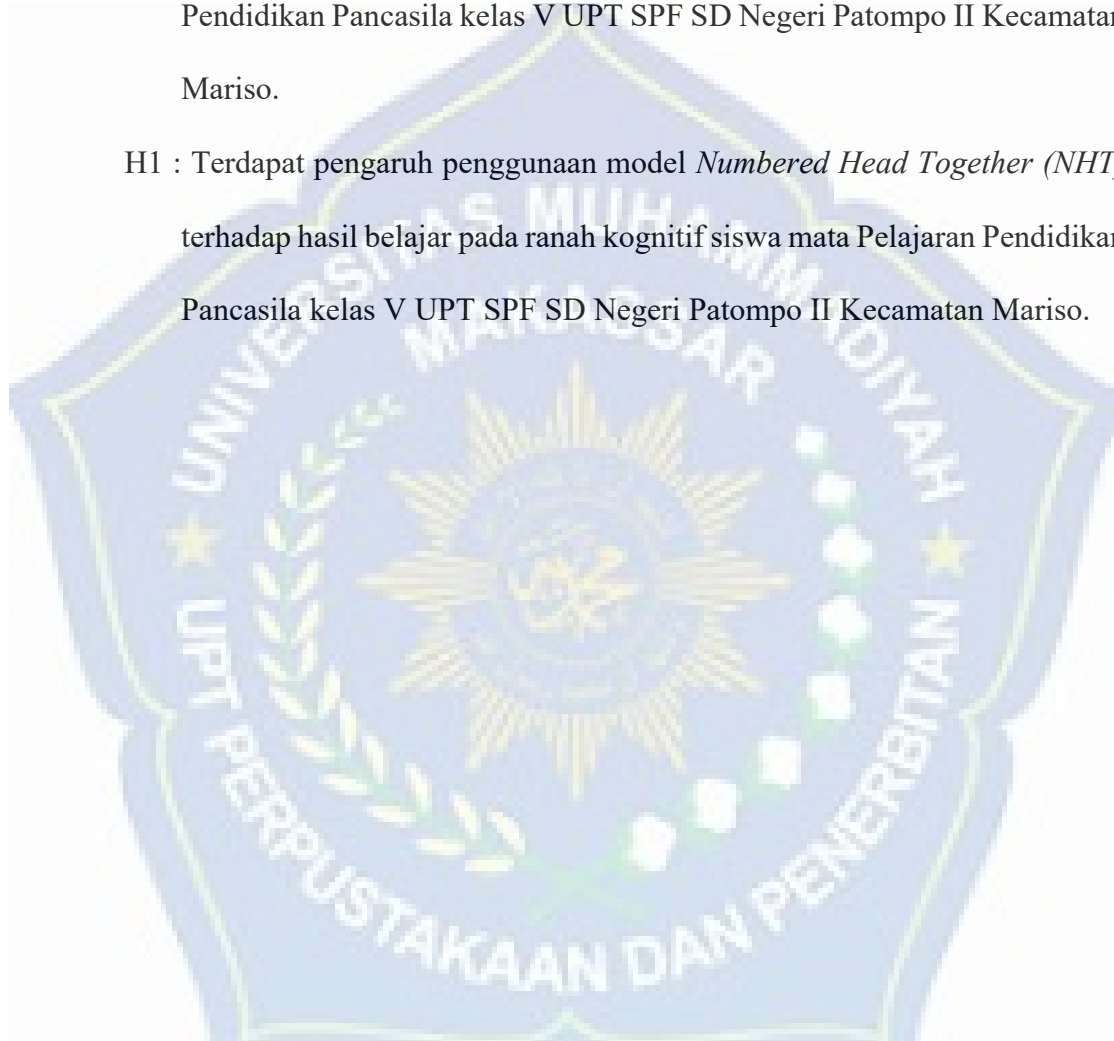 Pendidikan Pancasila kelas V UPT SPF SD Negeri Patompo II Kecamatan
Mariso.
H1 : Terdapat pengaruh penggunaan model Numbered Head Together (NHT)
terhadap hasil belajar pada ranah kognitif siswa mata Pelajaran Pendidikan
Pancasila kelas V UPT SPF SD Negeri Patompo II Kecamatan Mariso.
UNIVERSITAS MUHAMMADIYAH
MAKASSAR
UPT PERPUSTAKAAN DAN PENERBITAN